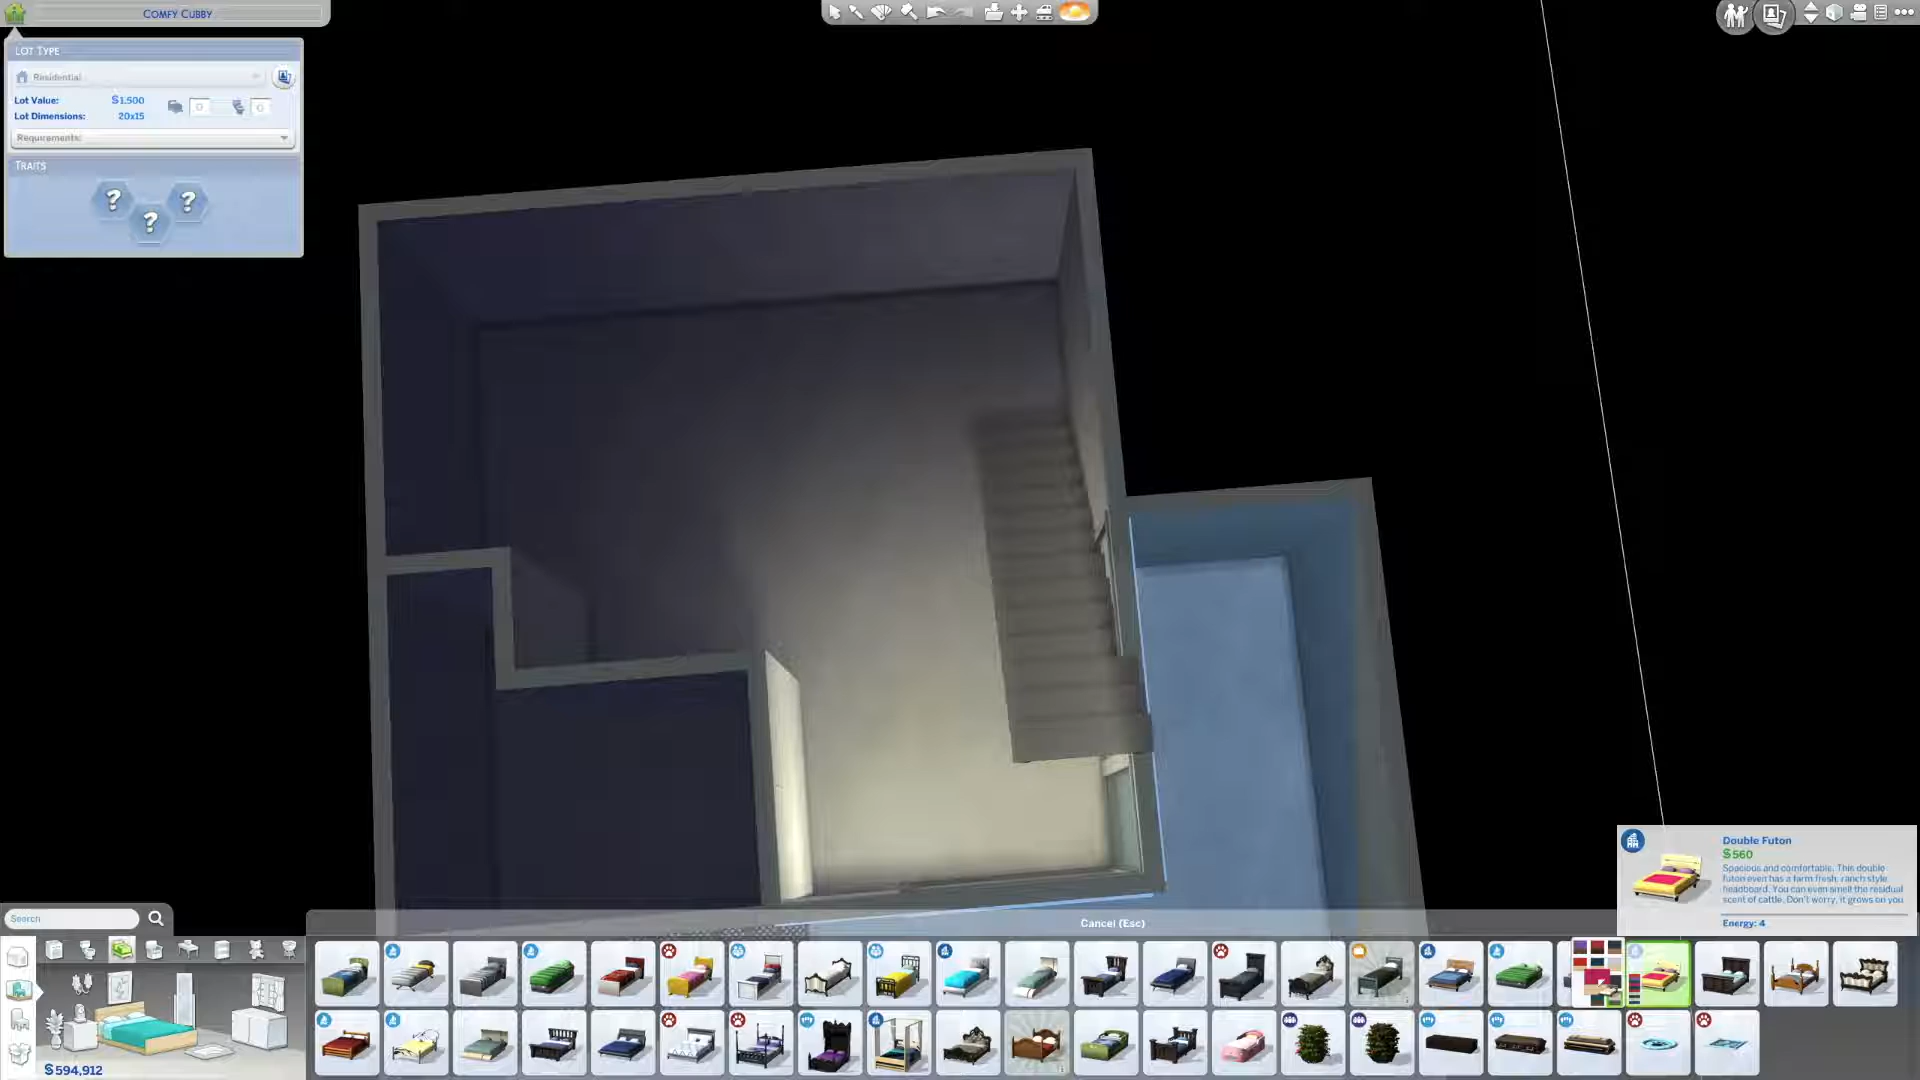 COMFY CUBBY
LOT TYPE
Residential
Lot Value: §1,500
0 0
Lot Dimensions: 20x15
Requirements:
TRAITS
? ? ?
Double Futon
§560
Spacious and comfortable. This double
futon even has a farm fresh, ranch style
headboard. You can even smell the residual
scent of cattle. Don't worry, it grows on you
Energy: 4
Search
Cancel (Esc)
§594,912